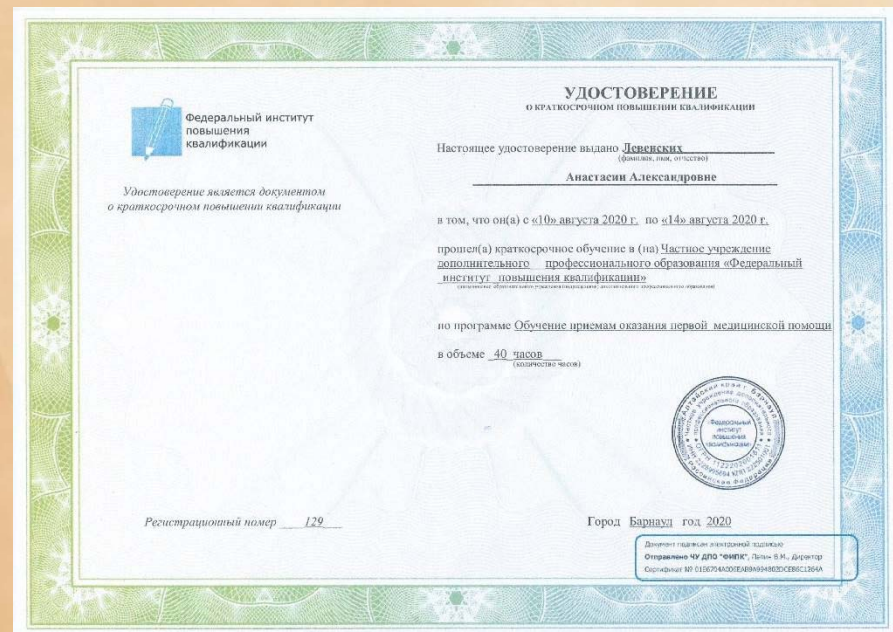 Федеральный институт
повышения
квалификации
Удостоверение является документом
о краткосрочном повышении квалификации
Регистрационный номер 129
УДОСТОВЕРЕНИЕ
О КРАТКОСРОЧНОМ ПОВЫШЕНИИ КВАЛИФИКАЦИИ
Настоящее удостоверение выдано Левевских
(фамилия, имя, отчество)
Анастасии Александровне
в том, что он(а) с «10» августа 2020 г. по «14» августа 2020 г.
прошел(а) краткосрочное обучение в (на) Частное учреждение
дополнительного профессионального образования «Федеральный
институт повышения квалификации»
по программе Обучение приемам оказания первой медицинской помощи
в объеме 40 часов
(количество часов)
«Федеральный
институт
повышения
квалификации»
Город Барнаул год 2020
Документ подписан электронной подписью
Отправлено ЧУ ДПО "ФИПК", Директор
Сертификат №